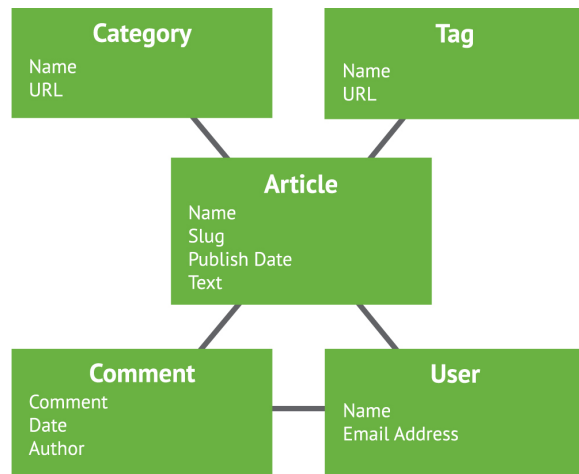 Category
Name
URL
Tag
Name
URL
Article
Name
Slug
Publish Date
Text
Comment
Comment
Date
Author
User
Name
Email Address